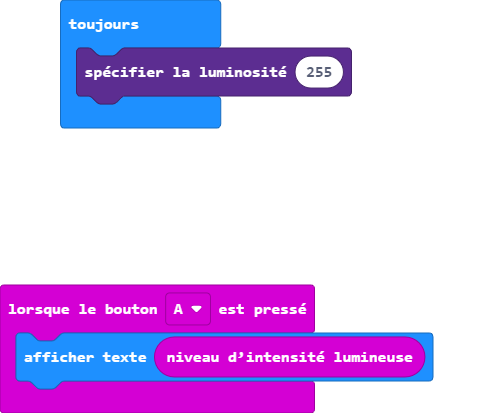 toujours
spécifier la luminosité 255
lorsque le bouton A est pressé
afficher texte niveau d'intensité lumineuse